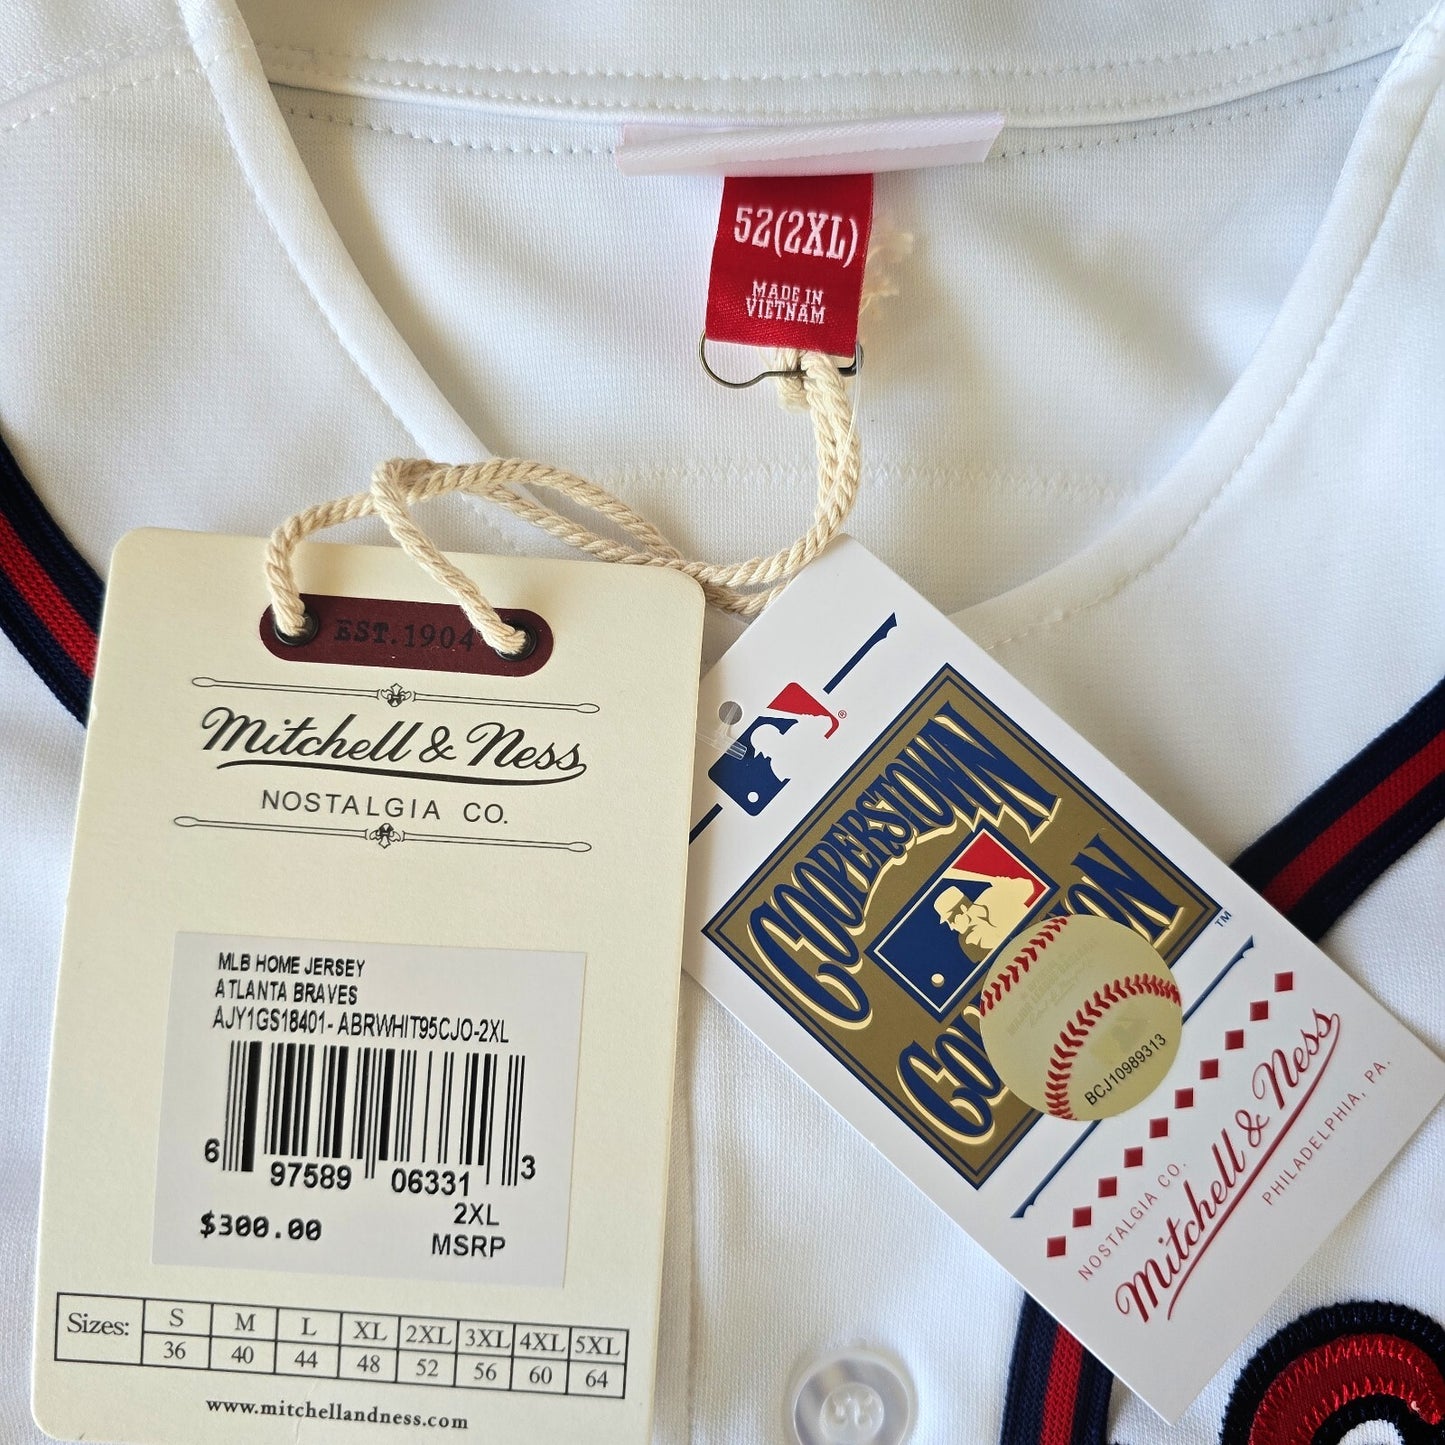 52(2XL)
MADE IN
VIETNAM
EST. 1904
Mitchell & Ness
NOSTALGIA CO.
MLB HOME JERSEY
ATLANTA BRAVES
AJY1GS18401-ABRWHIT95CJO-2XL
6 97589 06331 3
$300.00
2XL
MSRP
Sizes: S M L XL 2XL 3XL 4XL 5XL
36 40 44 48 52 56 60 64
www.mitchellandness.com
®
COOPERSTOWN
TM
BCJ10989313
NOSTALGIA CO.
Mitchell & Ness
PHILADELPHIA, PA.